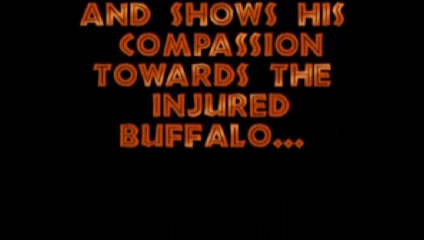 AND SHOWS HIS
COMPASSION
TOWARDS THE
INJURED
BUFFALO...